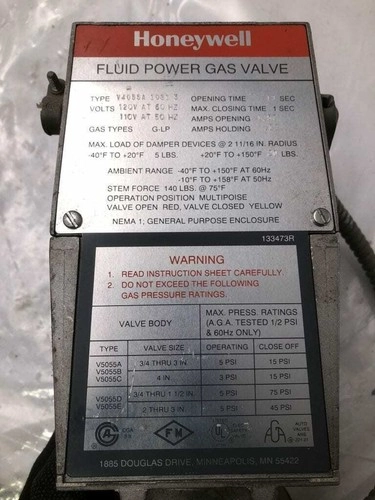 Honeywell
FLUID POWER GAS VALVE
TYPE V4055A OPENING TIME SEC
VOLTS 120V AT 60 HZ MAX. CLOSING TIME 1 SEC
110V AT 50 HZ AMPS OPENING
GAS TYPES G-LP AMPS HOLDING
MAX. LOAD OF DAMPER DEVICES @ 2 11/16 IN. RADIUS
-40°F TO +20°F 5 LBS. +20°F TO +150°F LBS.
AMBIENT RANGE -40°F TO +150°F AT 60Hz
-10°F TO +158°F AT 50Hz
STEM FORCE 140 LBS. @ 75°F
OPERATION POSITION MULTIPOISE
VALVE OPEN RED, VALVE CLOSED YELLOW
NEMA 1; GENERAL PURPOSE ENCLOSURE
133473R
WARNING
1. READ INSTRUCTION SHEET CAREFULLY.
2. DO NOT EXCEED THE FOLLOWING
GAS PRESSURE RATINGS.
VALVE BODY MAX. PRESS. RATINGS
(A.G.A. TESTED 1/2 PSI
& 60Hz ONLY)
TYPE VALVE SIZE OPERATING CLOSE OFF
V5055A 3/4 THRU 3 IN. 5 PSI 15 PSI
V5055B
V5055C 4 IN 3 PSI 15 PSI
V5055D 3/4 THRU 1 1/2 IN. 5 PSI 75 PSI
V5055E 2 THRU 3 IN. 5 PSI 45 PSI
FM
UL
AUTO
VALVES
1885 DOUGLAS DRIVE, MINNEAPOLIS, MN 55422